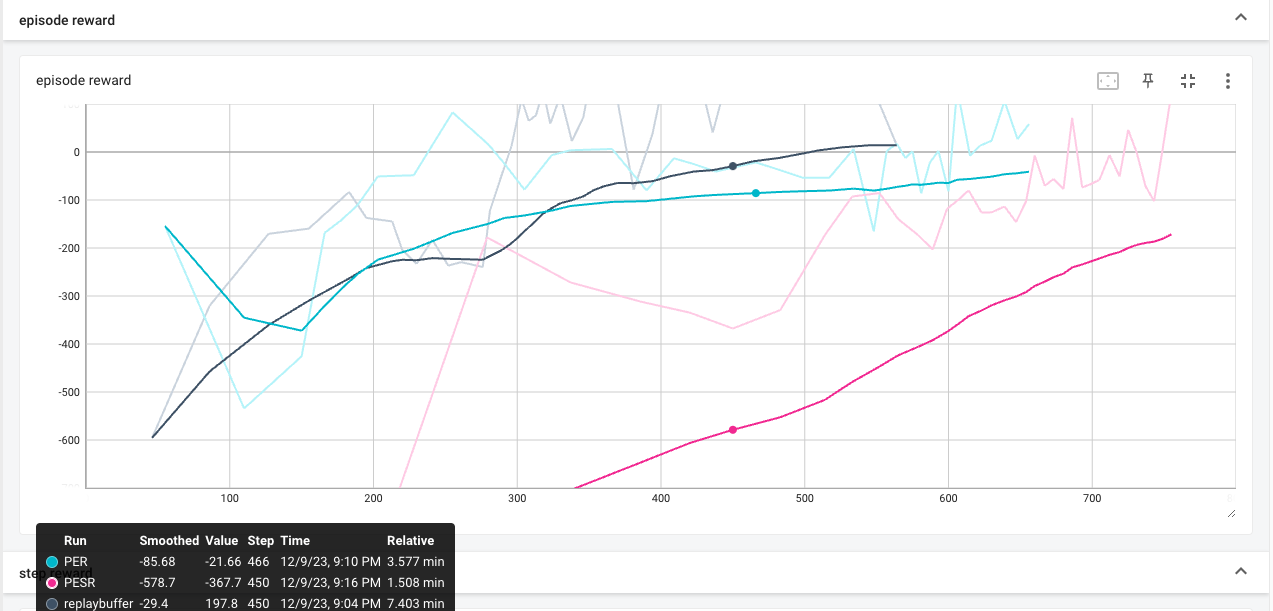 episode reward
episode reward
0
-100
-200
-300
-400
-500
-600
100 200 300 400 500 600 700
Run Smoothed Value Step Time Relative
PER -85.68 -21.66 466 12/9/23, 9:10 PM 3.577 min
PESR -578.7 -367.7 450 12/9/23, 9:16 PM 1.508 min
replaybuffer -29.4 197.8 450 12/9/23, 9:04 PM 7.403 min
step reward